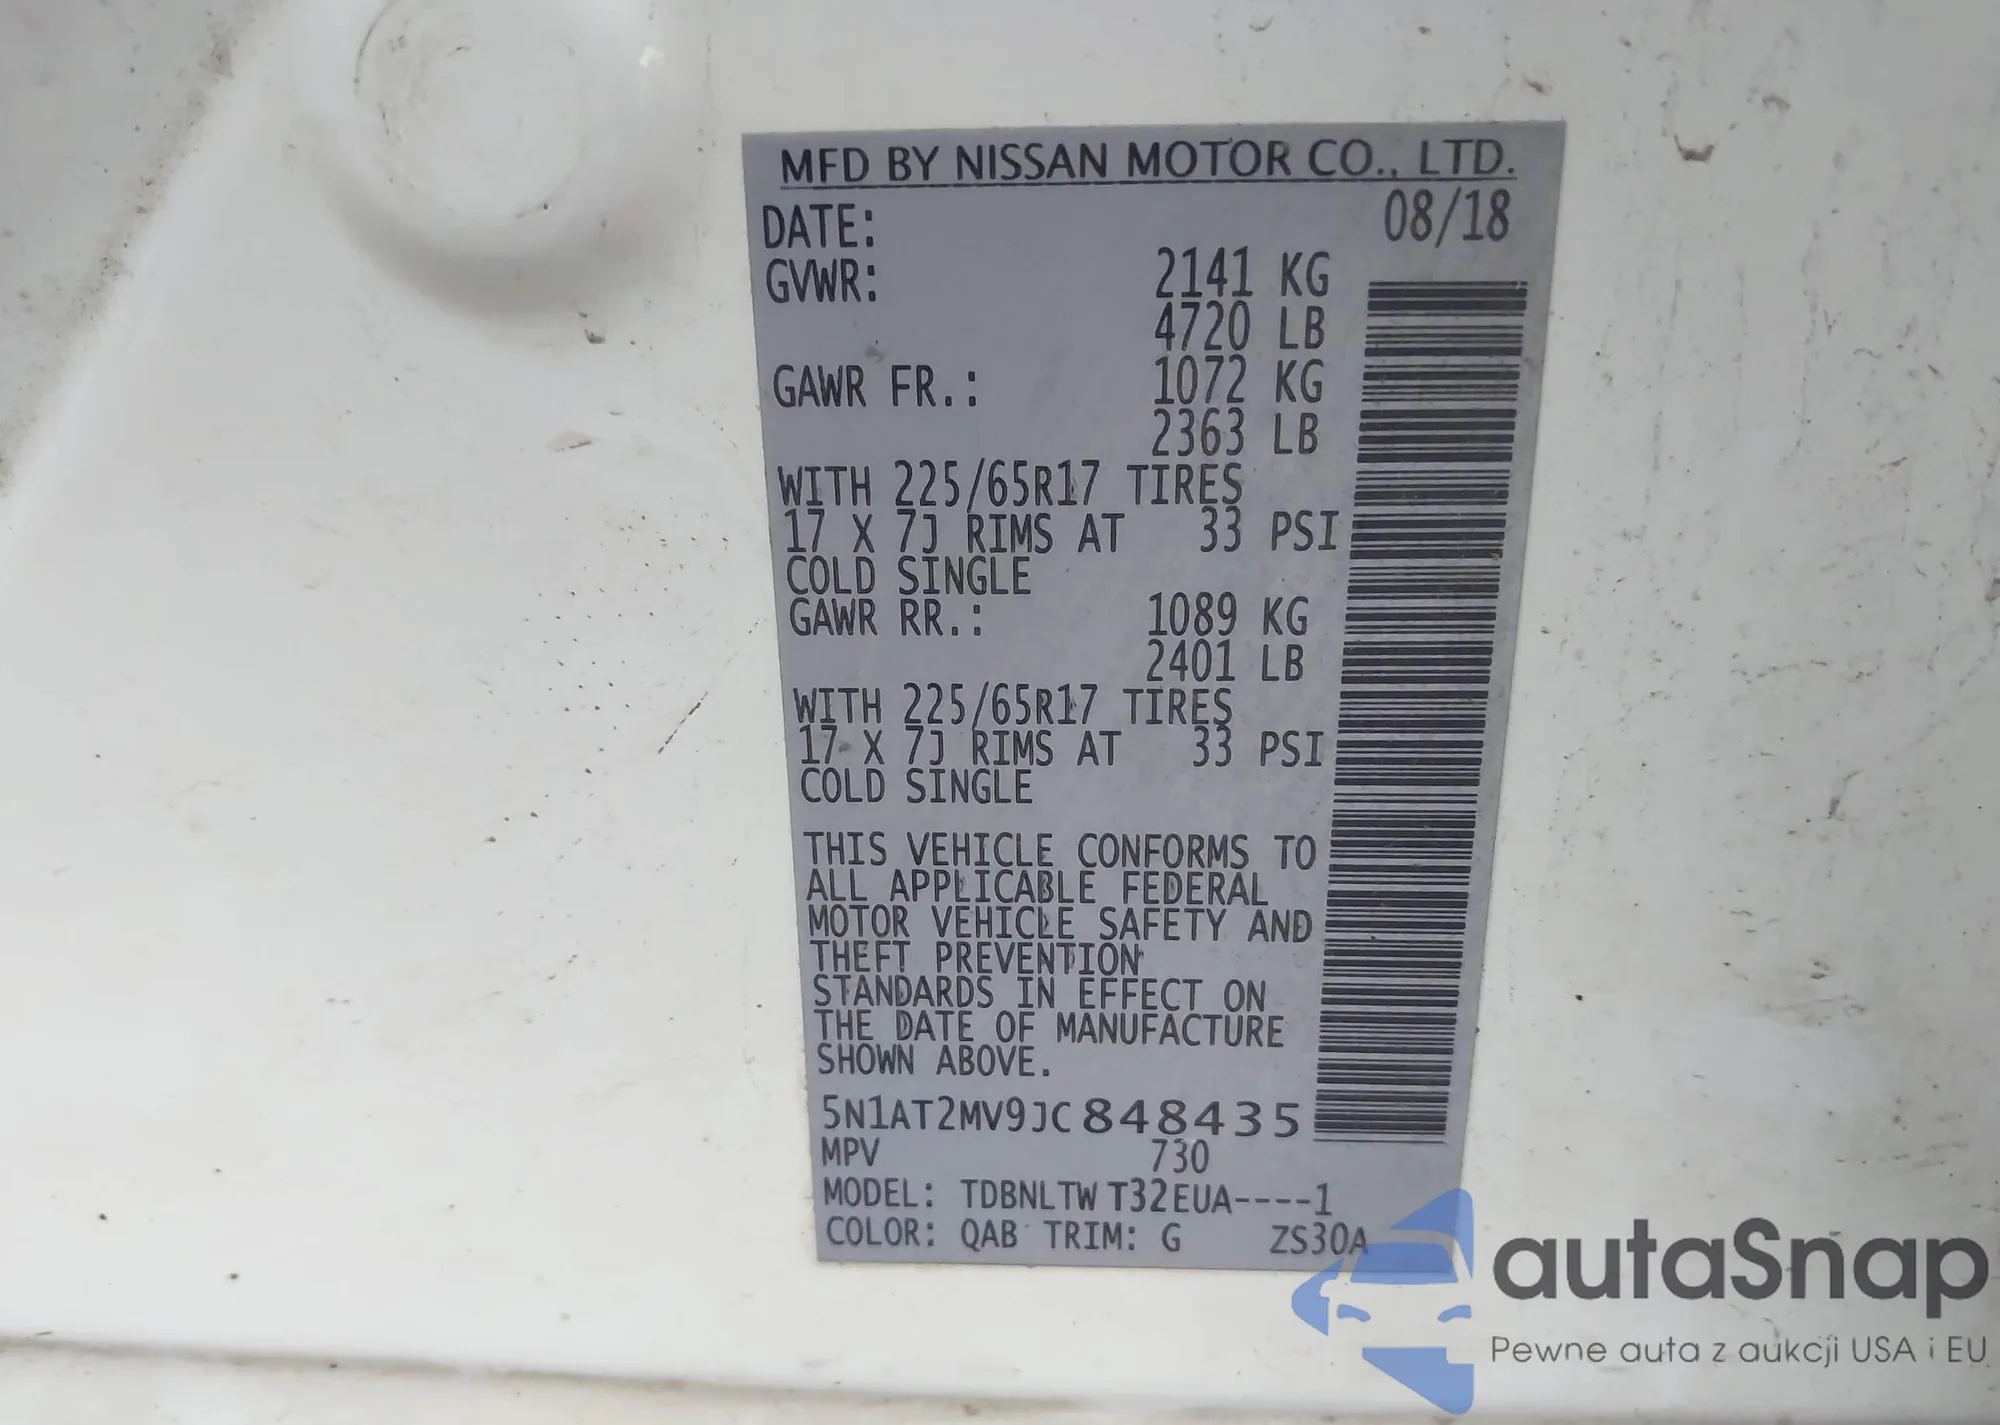 MFD BY NISSAN MOTOR CO., LTD.
DATE: 08/18
GVWR: 2141 KG
4720 LB
GAWR FR.: 1072 KG
2363 LB
WITH 225/65R17 TIRES
17 X 7J RIMS AT 33 PSI
COLD SINGLE
GAWR RR.: 1089 KG
2401 LB
WITH 225/65R17 TIRES
17 X 7J RIMS AT 33 PSI
COLD SINGLE
THIS VEHICLE CONFORMS TO
ALL APPLICABLE FEDERAL
MOTOR VEHICLE SAFETY AND
THEFT PREVENTION
STANDARDS IN EFFECT ON
THE DATE OF MANUFACTURE
SHOWN ABOVE.
5N1AT2MV9JC848435
MPV 730
MODEL: TDBNLTW T32EUA----1
COLOR: QAB TRIM: G ZS30A
autaSnap
Pewne auta z aukcji USA i EU